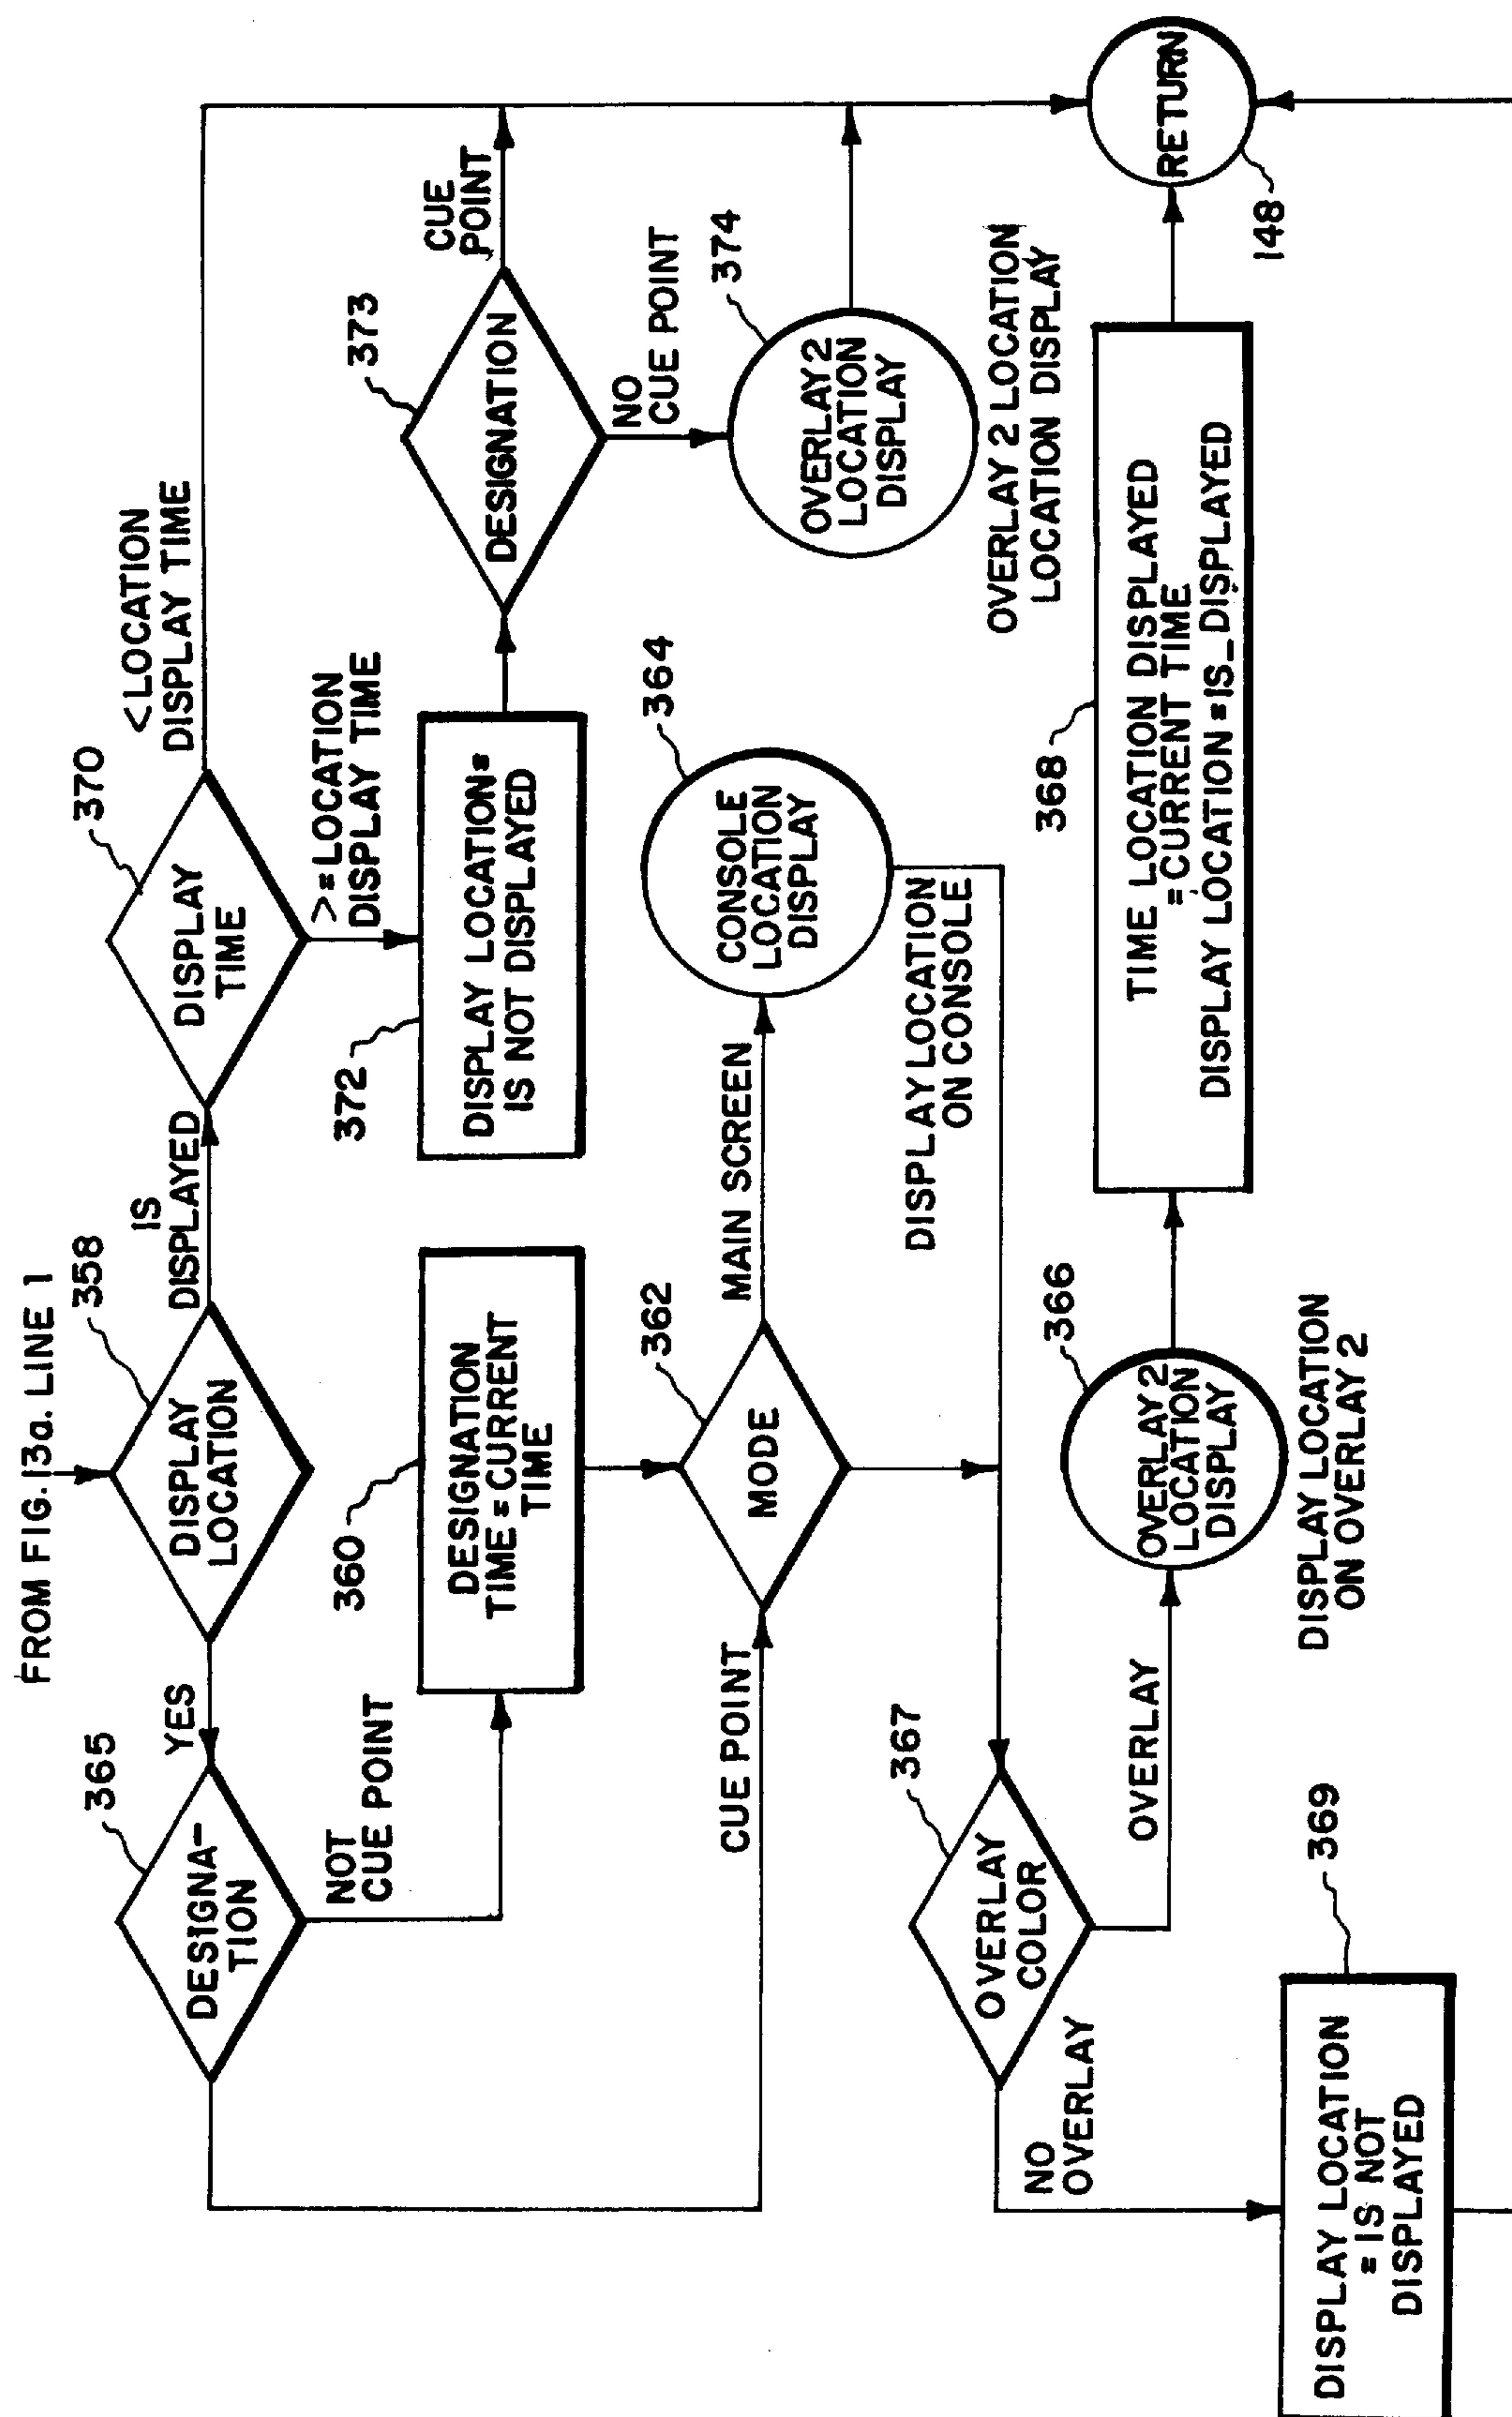 FROM FIG. 13a. LINE 1
358
DISPLAY
LOCATION
YES
IS
DISPLAYED
365
DESIGNA-
TION
NOT
CUE POINT
370
DISPLAY
TIME
<LOCATION
DISPLAY TIME
>=LOCATION
DISPLAY TIME
360
DESIGNATION
TIME = CURRENT
TIME
372
DISPLAY LOCATION=
IS NOT DISPLAYED
373
DESIGNATION
CUE
POINT
NO
CUE POINT
CUE POINT
362
MODE
MAIN SCREEN
364
CONSOLE
LOCATION
DISPLAY
374
OVERLAY 2
LOCATION
DISPLAY
DISPLAY LOCATION
ON CONSOLE
OVERLAY 2 LOCATION
LOCATION DISPLAY
367
OVERLAY
COLOR
NO
OVERLAY
OVERLAY
366
OVERLAY 2
LOCATION
DISPLAY
DISPLAY LOCATION
ON OVERLAY 2
368
TIME LOCATION DISPLAYED
= CURRENT TIME
DISPLAY LOCATION = IS_DISPLAYED
RETURN
148
369
DISPLAY LOCATION
= IS NOT
DISPLAYED